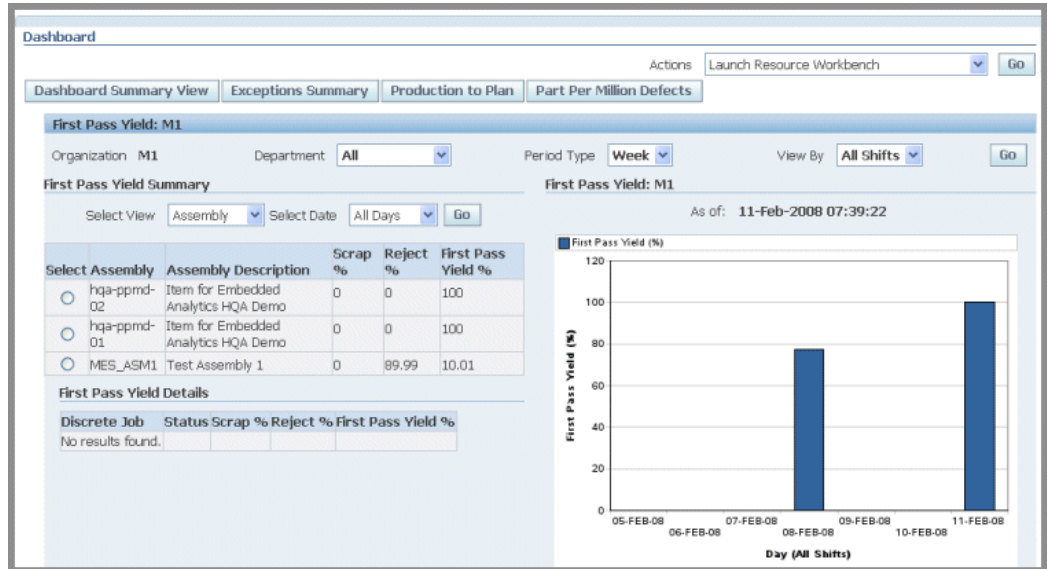 Dashboard
Actions Launch Resource Workbench Go
Dashboard Summary View Exceptions Summary Production to Plan Part Per Million Defects
First Pass Yield: M1
Organization M1 Department All Period Type Week View By All Shifts Go
First Pass Yield Summary
Select View Assembly Select Date All Days Go
Select Assembly Assembly Description Scrap % Reject % First Pass Yield %
hqa-ppmd-02 Item for Embedded Analytics HQA Demo 0 0 100
hqa-ppmd-01 Item for Embedded Analytics HQA Demo 0 0 100
MES_ASM1 Test Assembly 1 0 89.99 10.01
First Pass Yield Details
Discrete Job Status Scrap % Reject % First Pass Yield %
No results found.
First Pass Yield: M1
As of: 11-Feb-2008 07:39:22
First Pass Yield (%)
120
100
80
60
40
20
0
First Pass Yield (%)
05-FEB-08 06-FEB-08 07-FEB-08 08-FEB-08 09-FEB-08 10-FEB-08 11-FEB-08
Day (All Shifts)